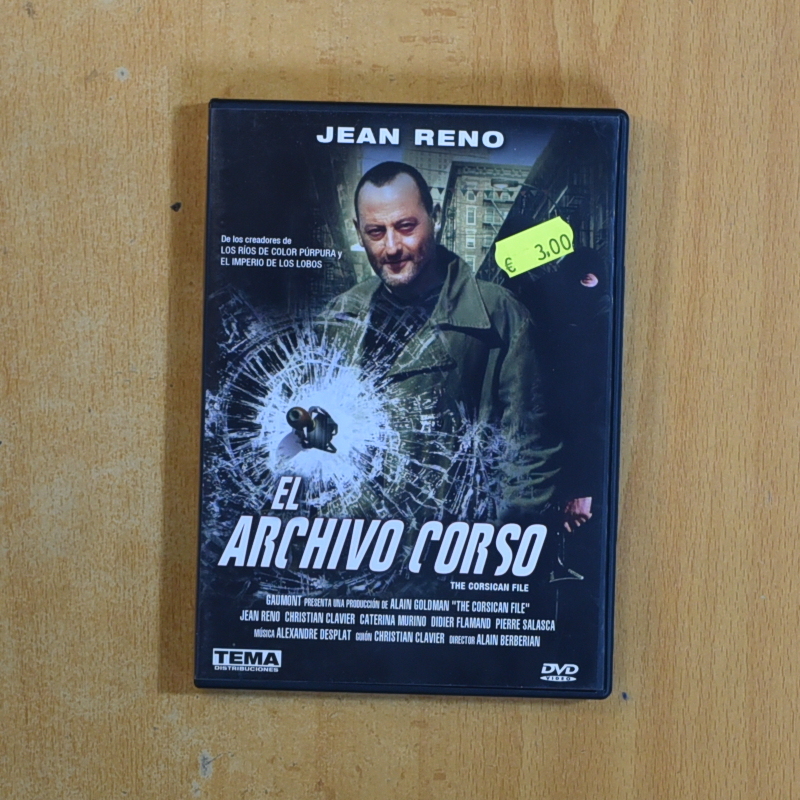 JEAN RENO
De los creadores de
LOS RÍOS DE COLOR PÚRPURA y
EL IMPERIO DE LOS LOBOS
€ 3,00
EL
ARCHIVO CORSO
THE CORSICAN FILE
GAUMONT PRESENTA UNA PRODUCCIÓN DE ALAIN GOLDMAN "THE CORSICAN FILE"
JEAN RENO CHRISTIAN CLAVIER CATERINA MURINO DIDIER FLAMAND PIERRE SALASCA
MÚSICA ALEXANDRE DESPLAT GUIÓN CHRISTIAN CLAVIER DIRECTOR ALAIN BERBERIAN
TEMA
DISTRIBUCIONES
DVD
VIDEO